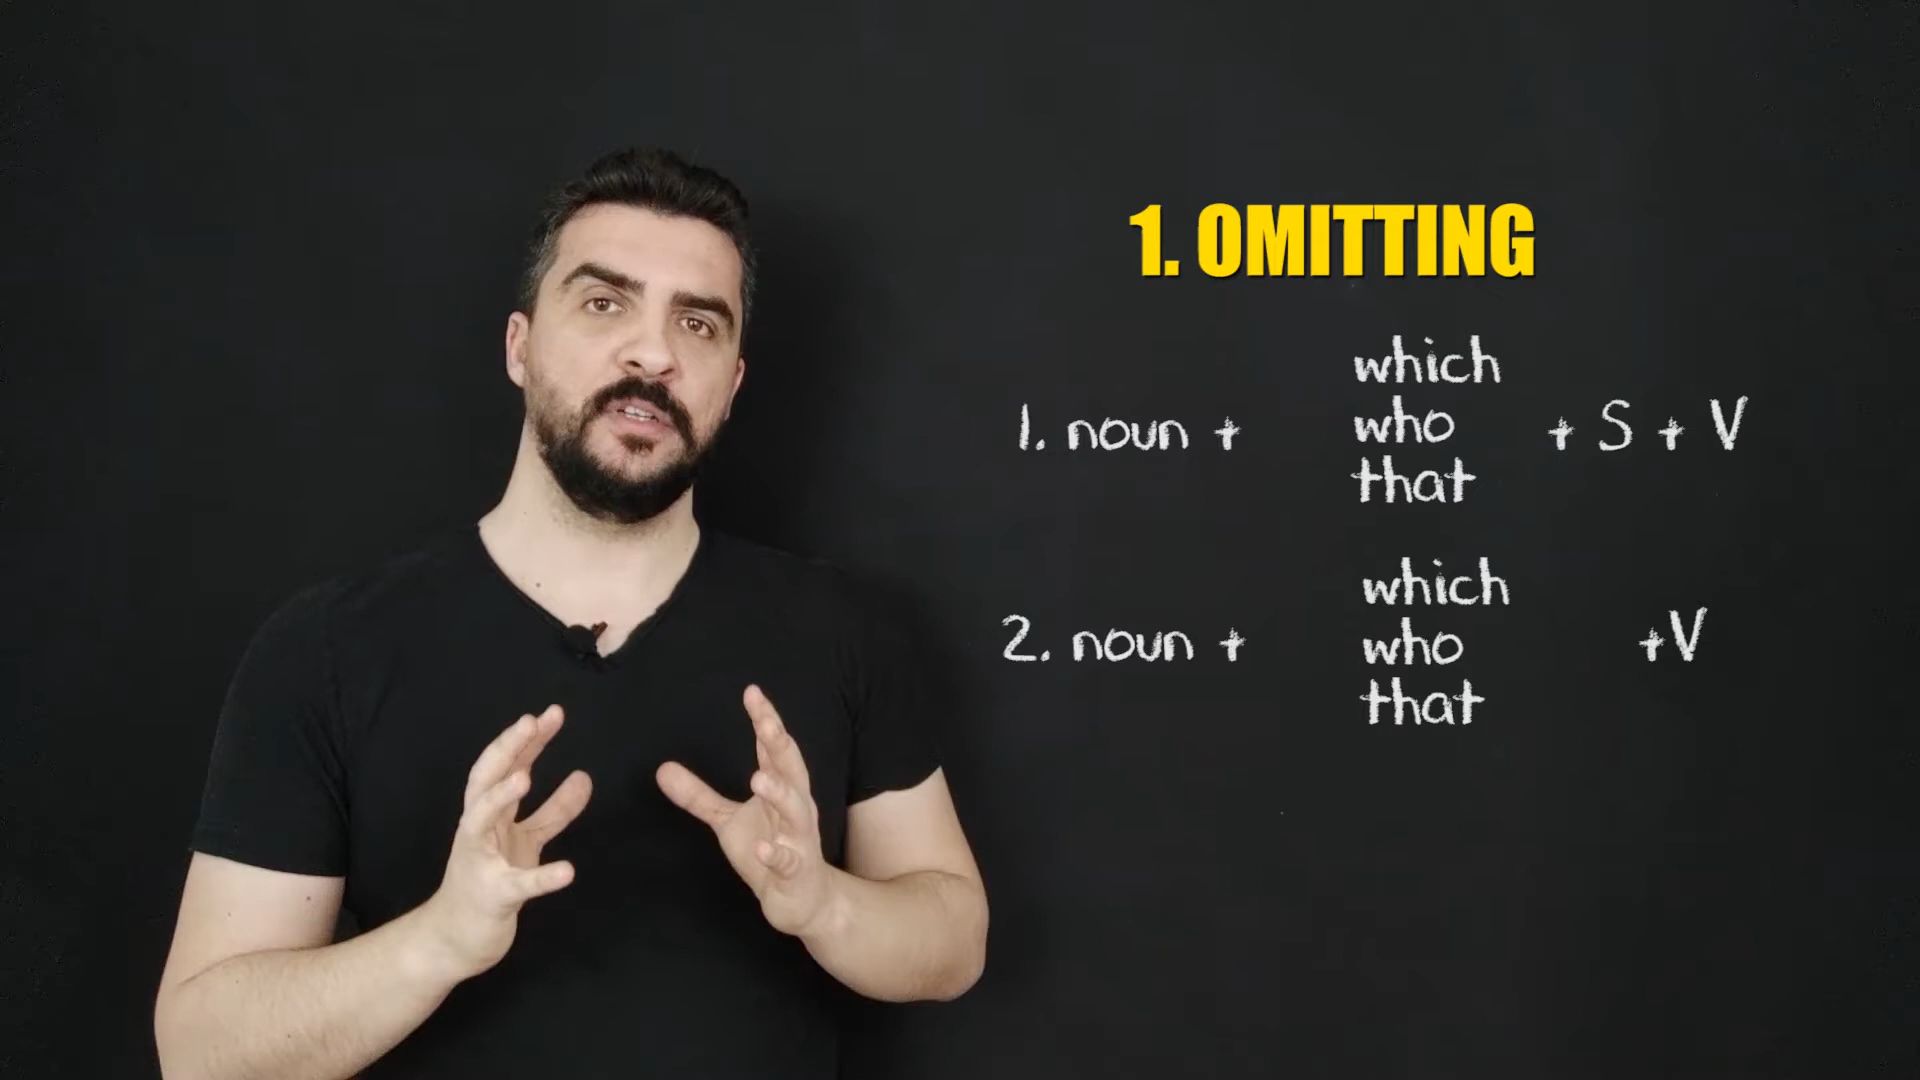 1. OMITTING
which
1. noun + who + S + V
that
which
2. noun + who +V
that